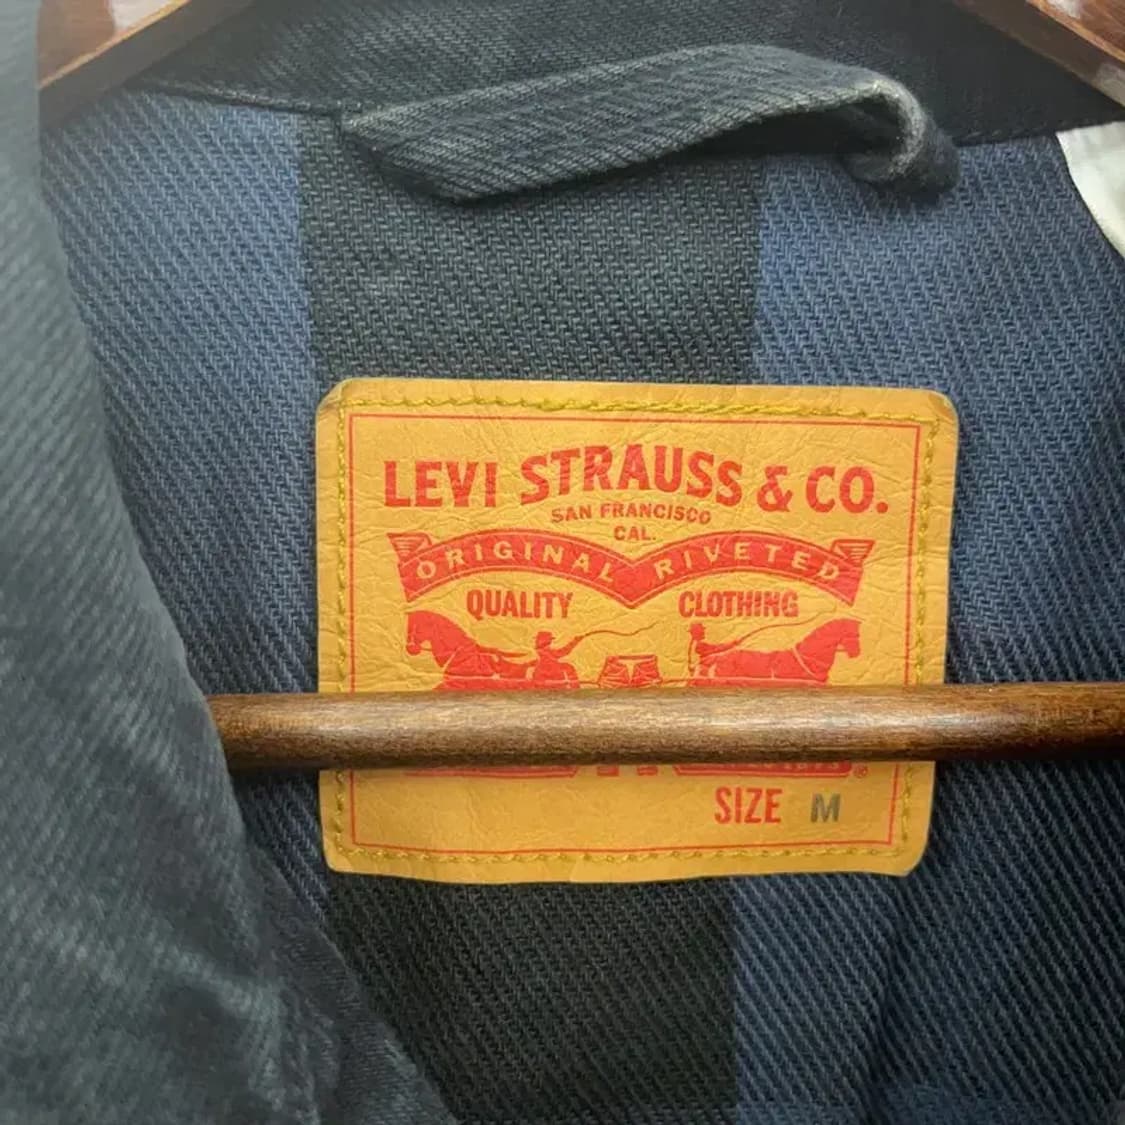 LEVI STRAUSS & CO.
SAN FRANCISCO
CAL.
ORIGINAL RIVETED
QUALITY CLOTHING
®
SIZE M